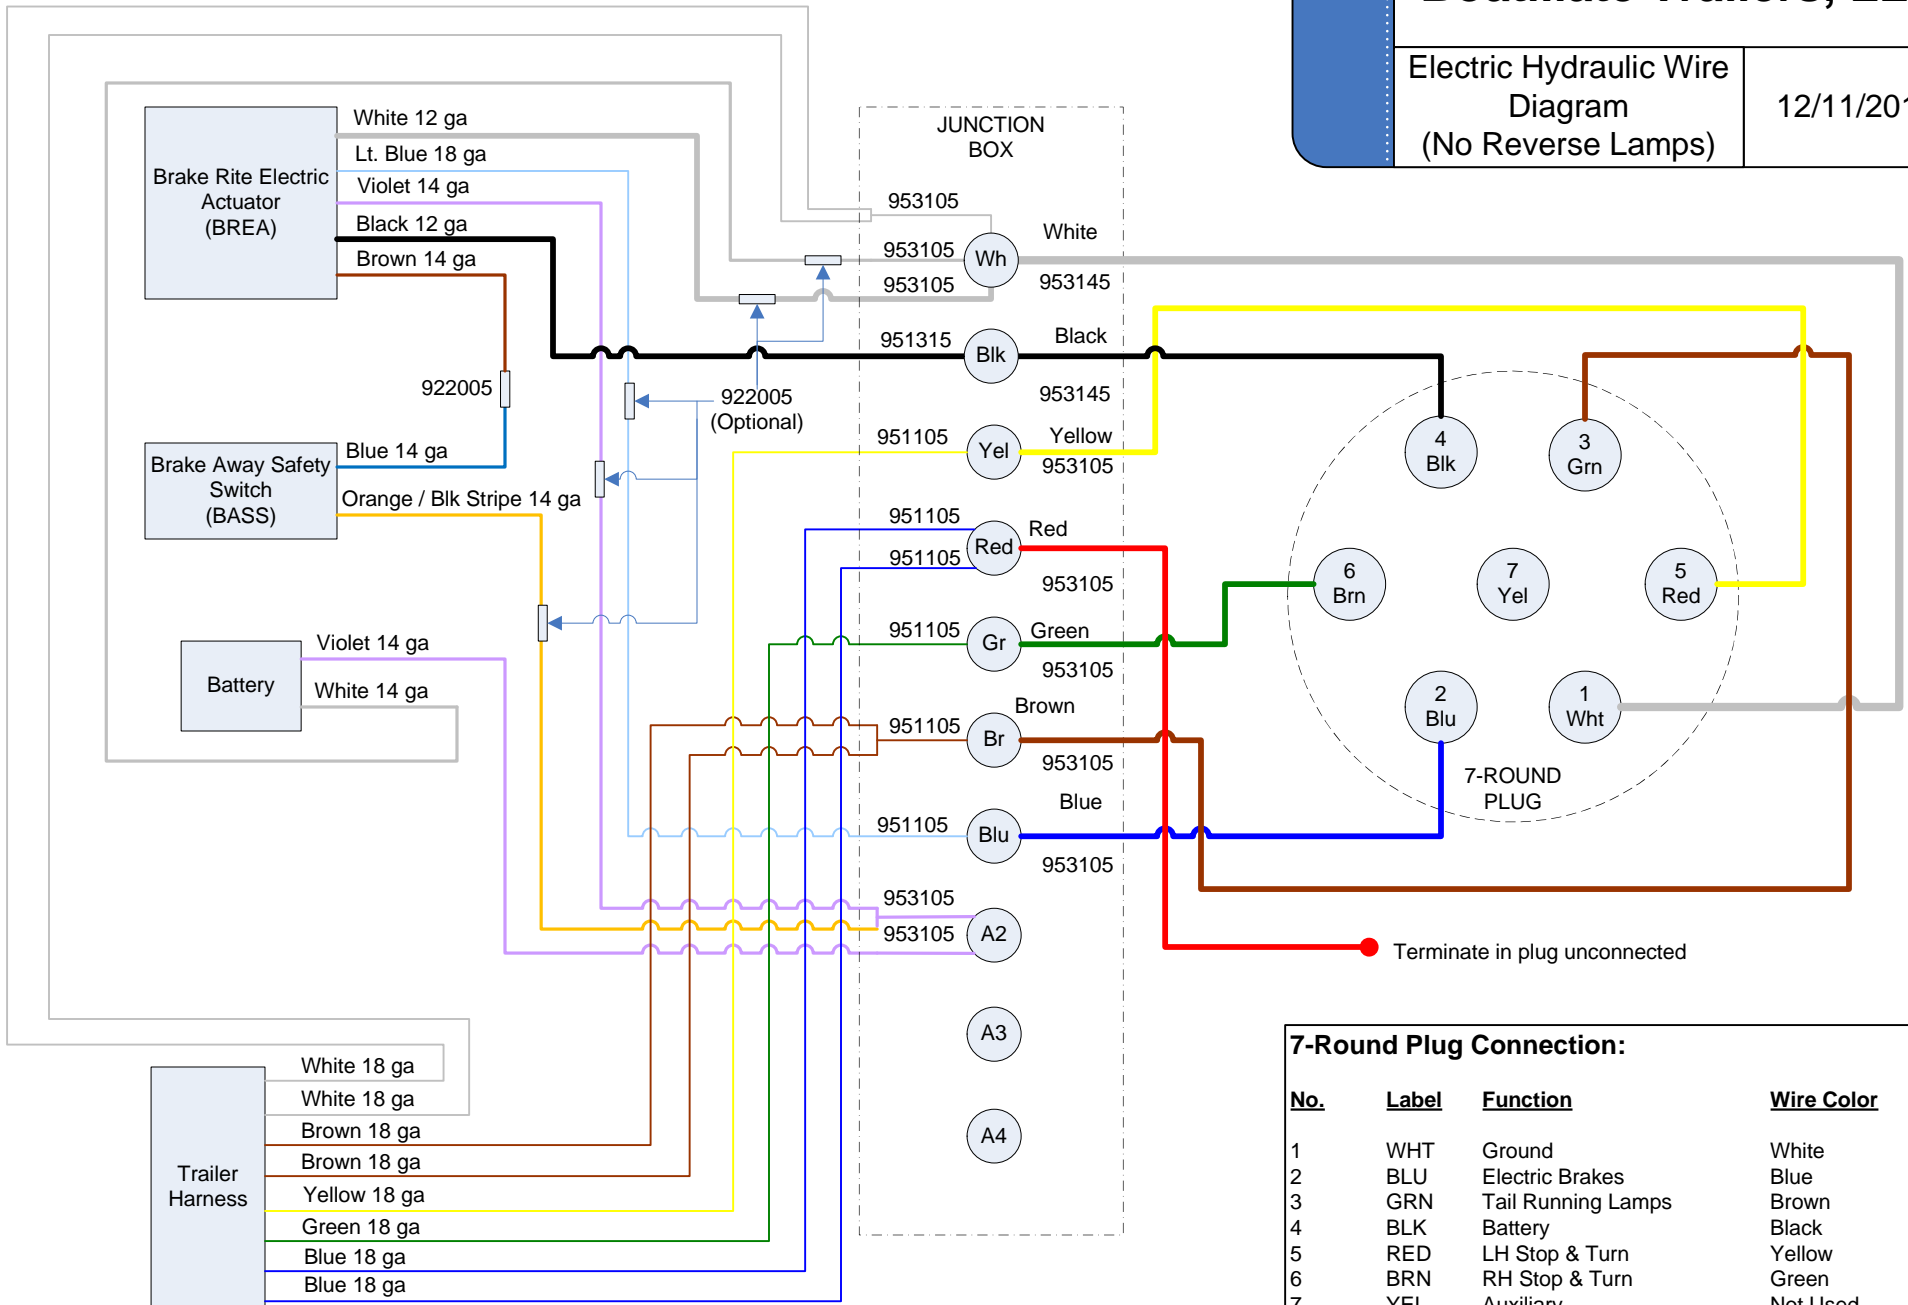 Electric Hydraulic Wire
Diagram
(No Reverse Lamps)
JUNCTION
BOX
Brake Rite Electric
Actuator
(BREA)
White 12 ga
Lt. Blue 18 ga
Violet 14 ga
Black 12 ga
Brown 14 ga
922005
Brake Away Safety
Switch
(BASS)
Blue 14 ga
Orange / Blk Stripe 14 ga
Battery
Violet 14 ga
White 14 ga
922005
(Optional)
953105
953105
953105
Wh
White
953145
951315
Blk
Black
953145
951105
Yel
Yellow
953105
951105
951105
Red
Red
953105
951105
Gr
Green
953105
951105
Br
Brown
953105
951105
Blu
Blue
953105
953105
953105
A2
A3
A4
4
Blk
3
Grn
6
Brn
7
Yel
5
Red
2
Blu
1
Wht
7-ROUND
PLUG
Terminate in plug unconnected
Trailer
Harness
White 18 ga
White 18 ga
Brown 18 ga
Brown 18 ga
Yellow 18 ga
Green 18 ga
Blue 18 ga
Blue 18 ga
7-Round Plug Connection:
No. Label Function Wire Color
1 WHT Ground White
2 BLU Electric Brakes Blue
3 GRN Tail Running Lamps Brown
4 BLK Battery Black
5 RED LH Stop & Turn Yellow
6 BRN RH Stop & Turn Green
7 YEL Auxiliary Not Used